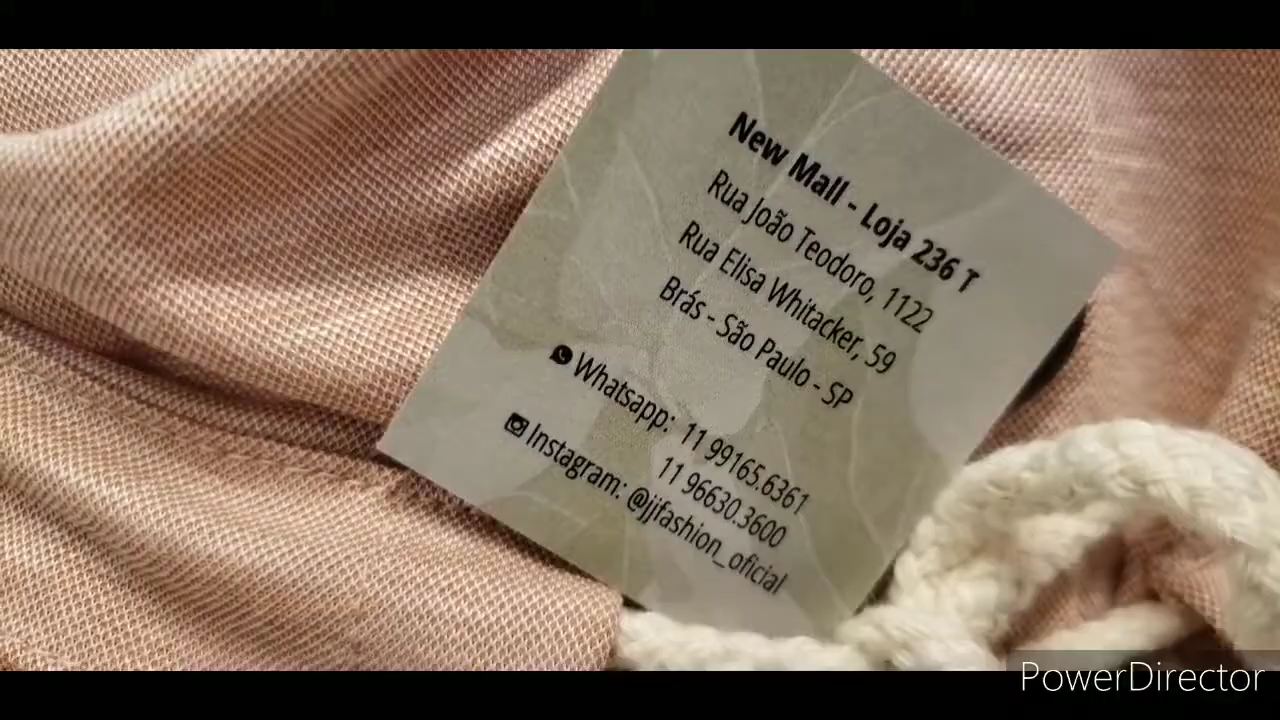 New Mall - Loja 236 T
Rua João Teodoro, 1122
Rua Elisa Whitacker, 59
Brás - São Paulo - SP
Whatsapp: 11 99165.6361
11 96630.3600
Instagram: @jjfashion_oficial
PowerDirector